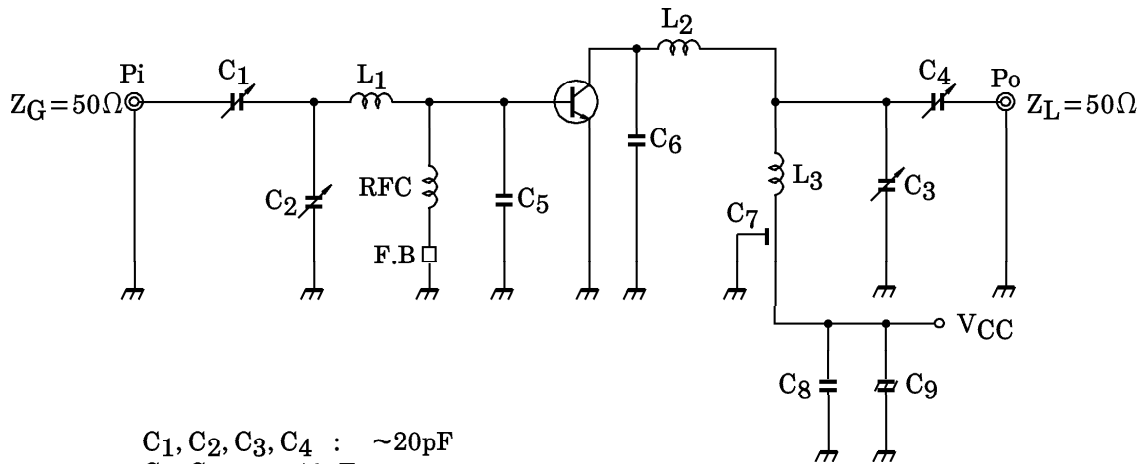 L2
Pi
C1
L1
C4
Po
ZG=50Ω
ZL=50Ω
C6
RFC
C5
C2
L3
C3
C7
F.B
VCC
C8
C9
C1, C2, C3, C4 : ~20pF